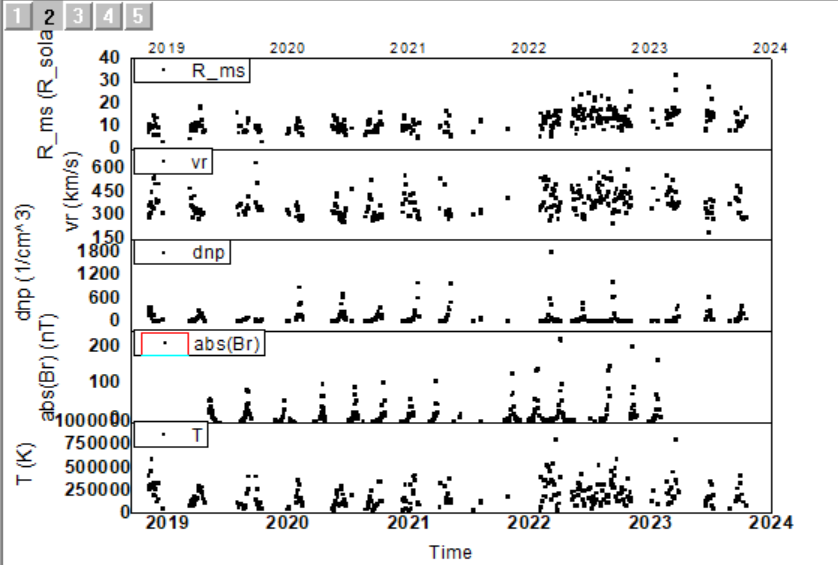 1 2 3 4 5
2019 2020 2021 2022 2023 2024
R_ms (R_sola
40
30
20
10
0
R_ms
vr (km/s)
600
450
300
150
vr
dnp (1/cm^3)
1800
1200
600
0
dnp
abs(Br) (nT)
200
100
0
abs(Br)
T (K)
1000000
750000
500000
250000
0
T
2019 2020 2021 2022 2023 2024
Time